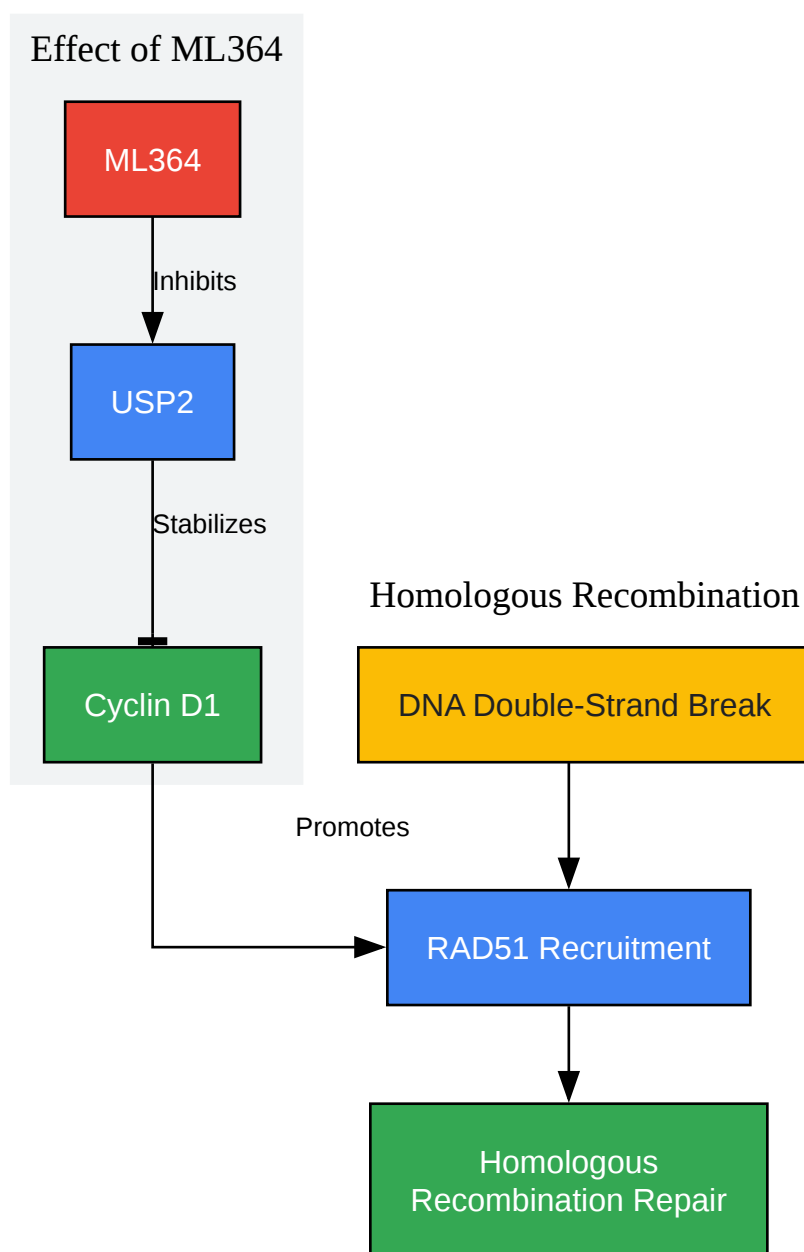 Effect of ML364
ML364
Inhibits
USP2
Stabilizes
Homologous Recombination
Cyclin D1
DNA Double-Strand Break
Promotes
RAD51 Recruitment
Homologous
Recombination Repair